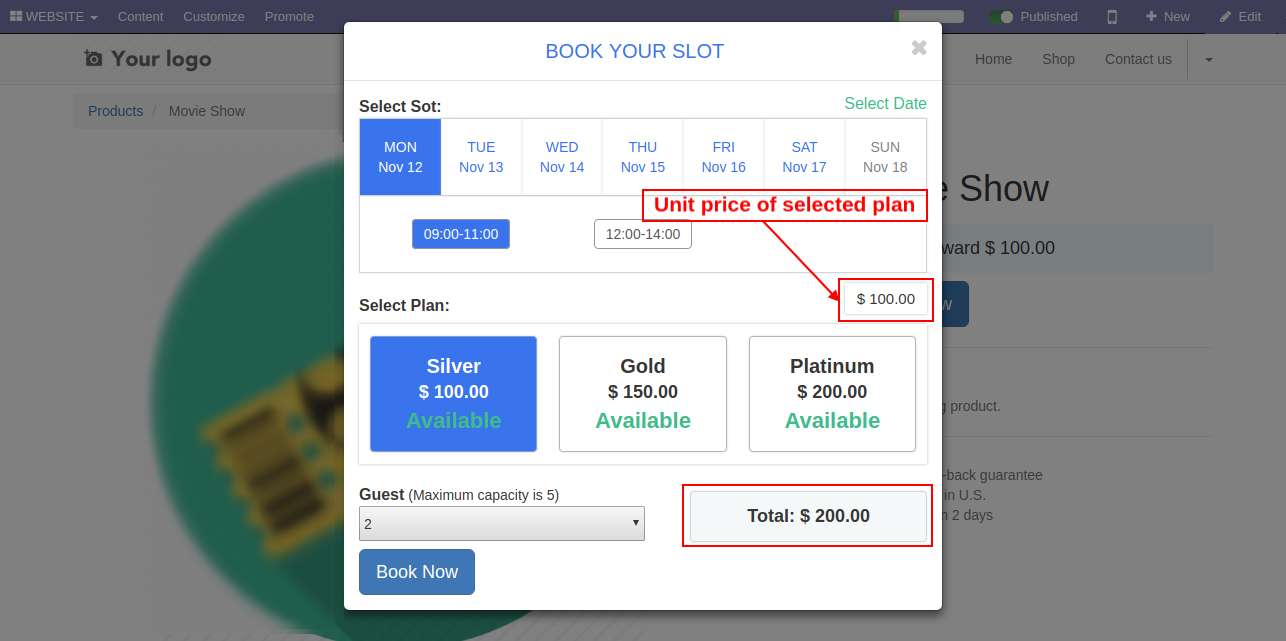 WEBSITE Content Customize Promote Published New Edit
Your logo Home Shop Contact us
Products / Movie Show
BOOK YOUR SLOT
Select Sot: Select Date
MON TUE WED THU FRI SAT SUN
Nov 12 Nov 13 Nov 14 Nov 15 Nov 16 Nov 17 Nov 18
Unit price of selected plan
09:00-11:00 12:00-14:00
Select Plan: $ 100.00
Silver Gold Platinum
$ 100.00 $ 150.00 $ 200.00
Available Available Available
Guest (Maximum capacity is 5)
2
Total: $ 200.00
Book Now
Show
$ 100.00
product.
-back guarantee
in U.S.
2 days